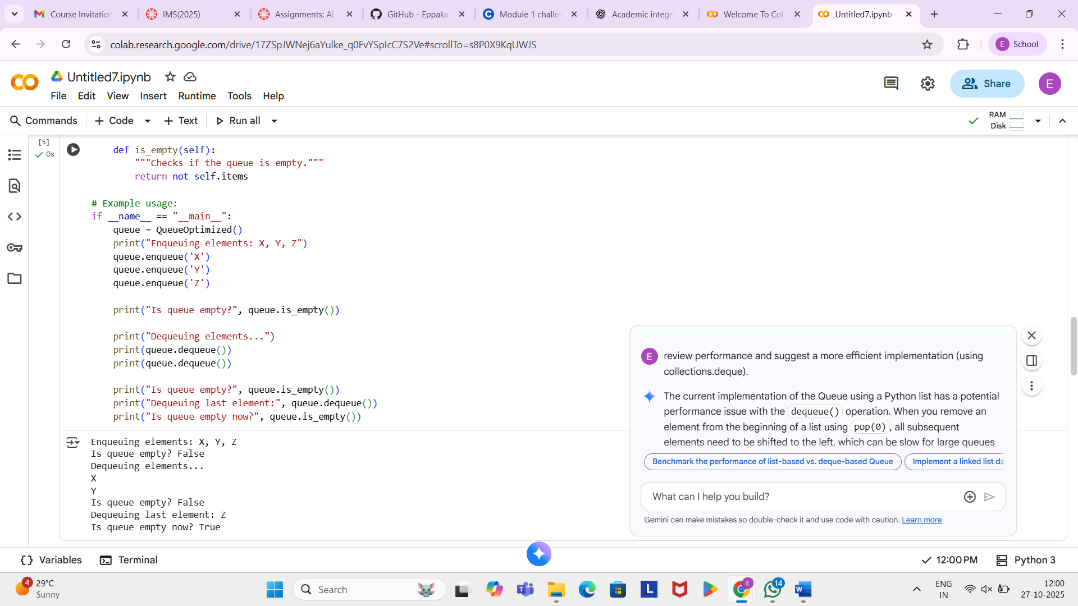 Course Invitation
IMS(2025)
Assignments: AI
GitHub - Eppaka
Module 1 challen
Academic integr
Welcome To Col
Untitled7.ipynb
colab.research.google.com/drive/17ZSpJWNej6aYulke_q0FvYSpIcC7S2Ve#scrollTo=s8P0X9KqUWJS
E School
Untitled7.ipynb
File Edit View Insert Runtime Tools Help
Share
E
Commands + Code + Text Run all
RAM
Disk
[5]
0s
def is_empty(self):
"""Checks if the queue is empty."""
return not self.items
# Example usage:
if __name__ == "__main__":
queue = QueueOptimized()
print("Enqueuing elements: X, Y, Z")
queue.enqueue('X')
queue.enqueue('Y')
queue.enqueue('Z')
print("Is queue empty?", queue.is_empty())
print("Dequeuing elements...")
print(queue.dequeue())
print(queue.dequeue())
print("Is queue empty?", queue.is_empty())
print("Dequeuing last element:", queue.dequeue())
print("Is queue empty now?", queue.is_empty())
Enqueuing elements: X, Y, Z
Is queue empty? False
Dequeuing elements...
X
Y
Is queue empty? False
Dequeuing last element: Z
Is queue empty now? True
E review performance and suggest a more efficient implementation (using
collections.deque).
The current implementation of the Queue using a Python list has a potential
performance issue with the dequeue() operation. When you remove an
element from the beginning of a list using pop(0), all subsequent
elements need to be shifted to the left, which can be slow for large queues
Benchmark the performance of list-based vs. deque-based Queue
Implement a linked list da
What can I help you build?
Gemini can make mistakes so double-check it and use code with caution. Learn more
Variables Terminal
12:00 PM Python 3
4
29°C
Sunny
Search
14
ENG
IN
12:00
27-10-2025